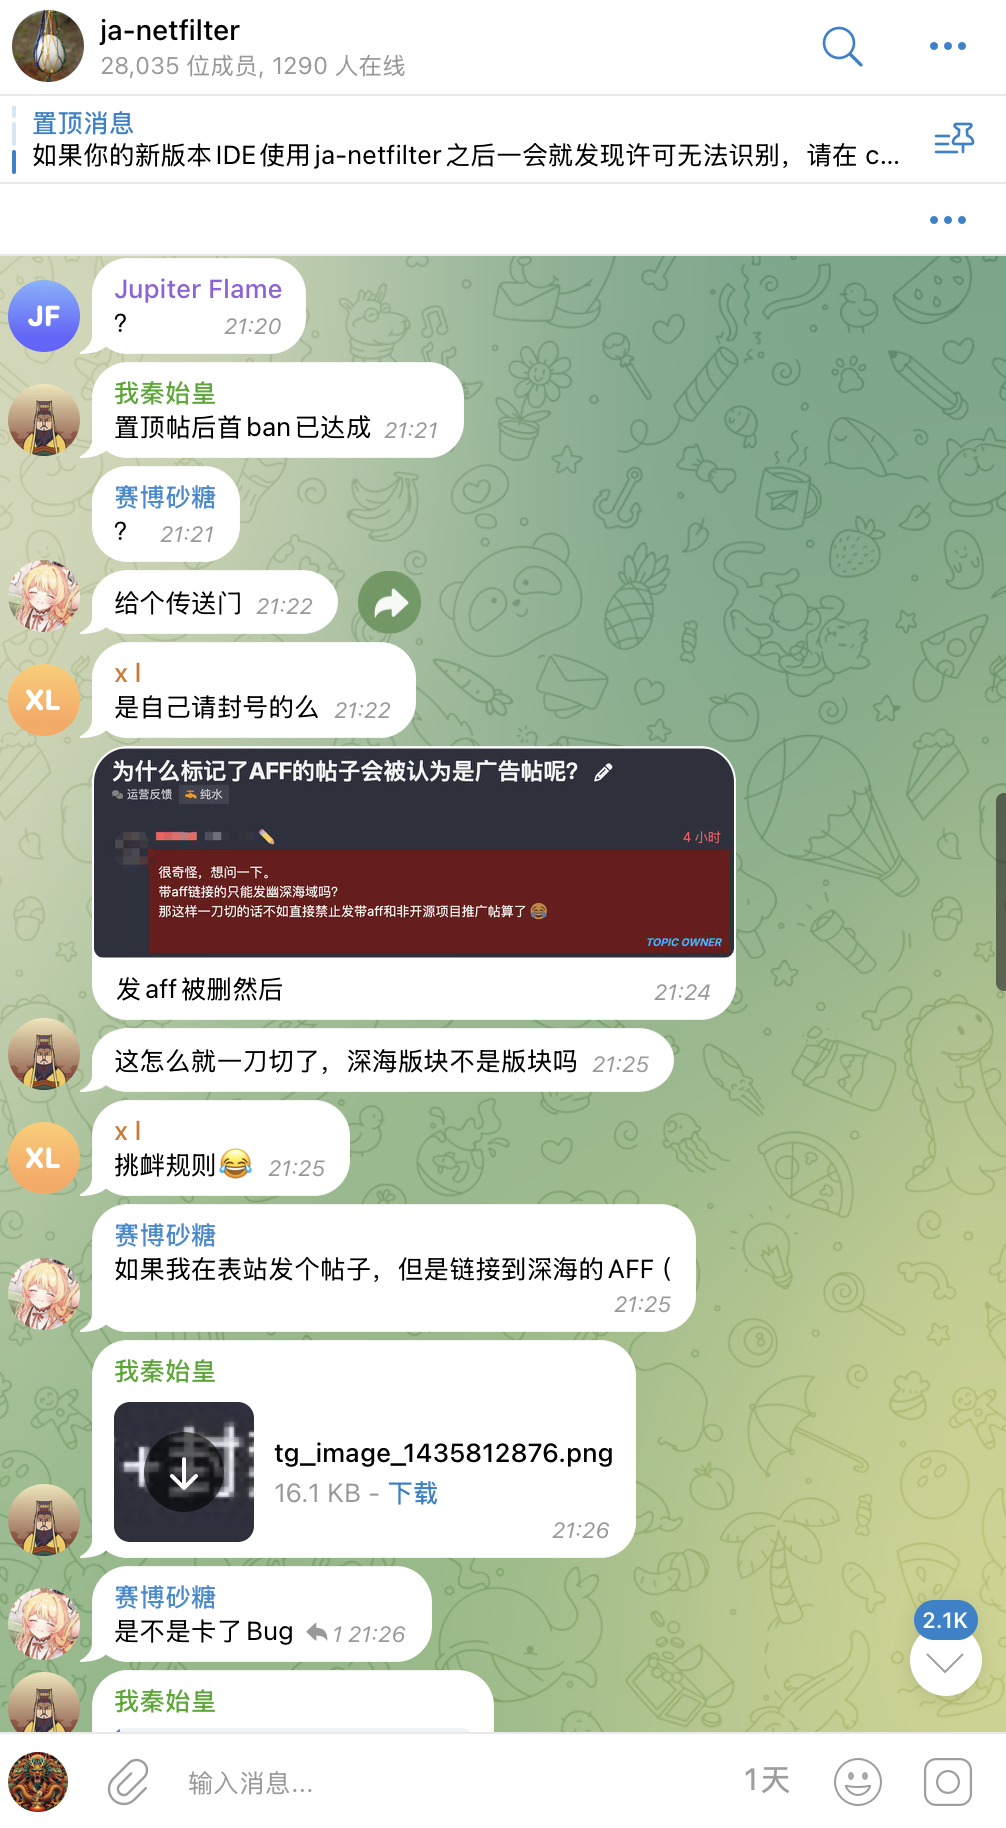 ja-netfilter
28,035 位成员, 1290 人在线
置顶消息
如果你的新版本IDE使用ja-netfilter之后一会就发现许可无法识别，请在 c...
JF
Jupiter Flame
? 21:20
我秦始皇
置顶帖后首ban已达成 21:21
赛博砂糖
? 21:21
给个传送门 21:22
XL
x l
是自己请封号的么 21:22
为什么标记了AFF的帖子会被认为是广告帖呢?
运营反馈 纯水
4 小时
很奇怪，想问一下。
带aff链接的只能发幽深海域吗?
那这样一刀切的话不如直接禁止发带aff和非开源项目推广帖算了😂
TOPIC OWNER
发aff被删然后 21:24
这怎么就一刀切了，深海版块不是版块吗 21:25
XL
x l
挑衅规则😂 21:25
赛博砂糖
如果我在表站发个帖子，但是链接到深海的AFF（
21:25
我秦始皇
tg_image_1435812876.png
16.1 KB - 下载
21:26
赛博砂糖
是不是卡了Bug 1 21:26
2.1K
我秦始皇
输入消息... 1天